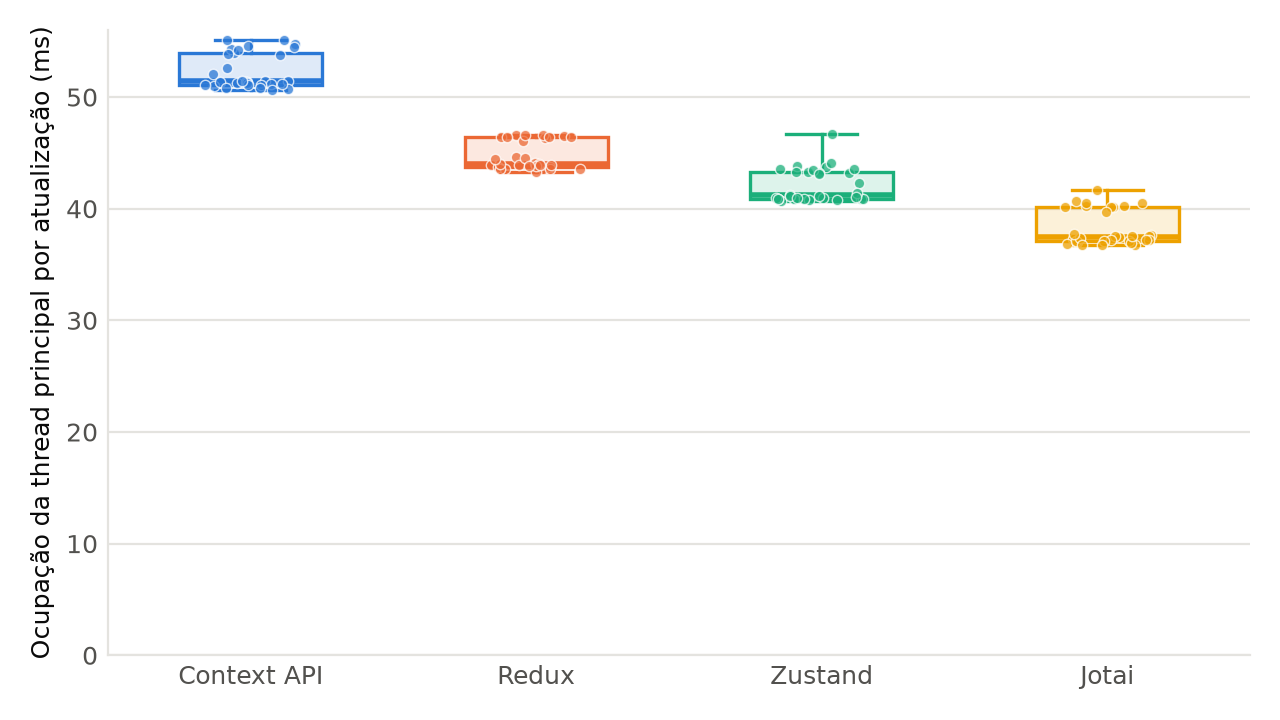 Ocupação da thread principal por atualização (ms)
50
40
30
20
10
0
Context API
Redux
Zustand
Jotai